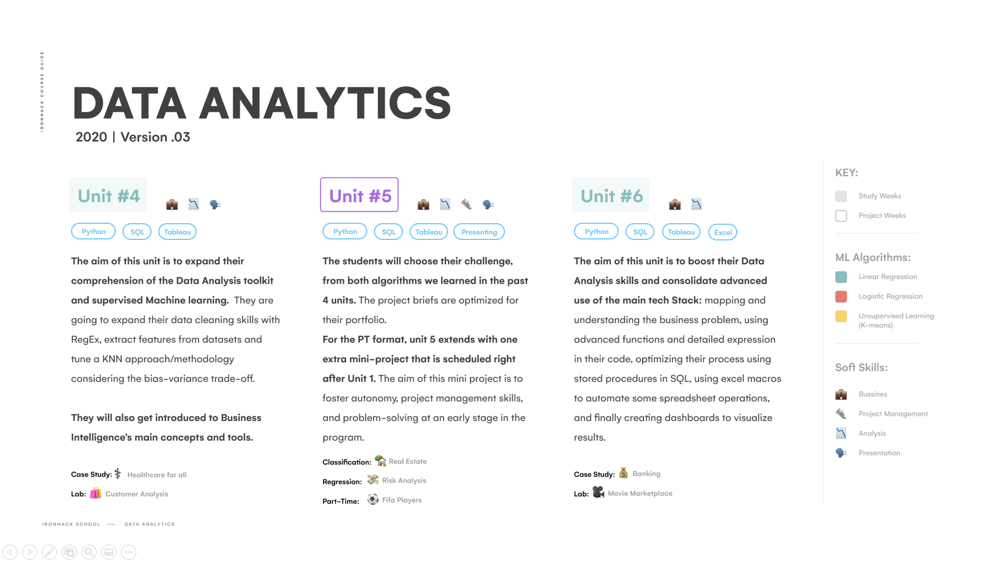 IRONHACK COURSE GUIDE
DATA ANALYTICS
2020 | Version .03
Unit #4
Python
SQL
Tableau
The aim of this unit is to expand their
comprehension of the Data Analysis toolkit
and supervised Machine learning. They are
going to expand their data cleaning skills with
RegEx, extract features from datasets and
tune a KNN approach/methodology
considering the bias-variance trade-off.
They will also get introduced to Business
Intelligence's main concepts and tools.
Case Study: Healthcare for all
Lab: Customer Analysis
Unit #5
Python
SQL
Tableau
Presenting
The students will choose their challenge,
from both algorithms we learned in the past
4 units. The project briefs are optimized for
their portfolio.
For the PT format, unit 5 extends with one
extra mini-project that is scheduled right
after Unit 1. The aim of this mini project is to
foster autonomy, project management skills,
and problem-solving at an early stage in the
program.
Classification: Real Estate
Regression: Risk Analysis
Part-Time: Fifa Players
Unit #6
Python
SQL
Tableau
Excel
The aim of this unit is to boost their Data
Analysis skills and consolidate advanced
use of the main tech Stack: mapping and
understanding the business problem, using
advanced functions and detailed expression
in their code, optimizing their process using
stored procedures in SQL, using excel macros
to automate some spreadsheet operations,
and finally creating dashboards to visualize
results.
Case Study: Banking
Lab: Movie Marketplace
KEY:
Study Weeks
Project Weeks
ML Algorithms:
Linear Regression
Logistic Regression
Unsupervised Learning
(K-means)
Soft Skills:
Bussines
Project Management
Analysis
Presentation
IRONHACK SCHOOL — DATA ANALYTICS